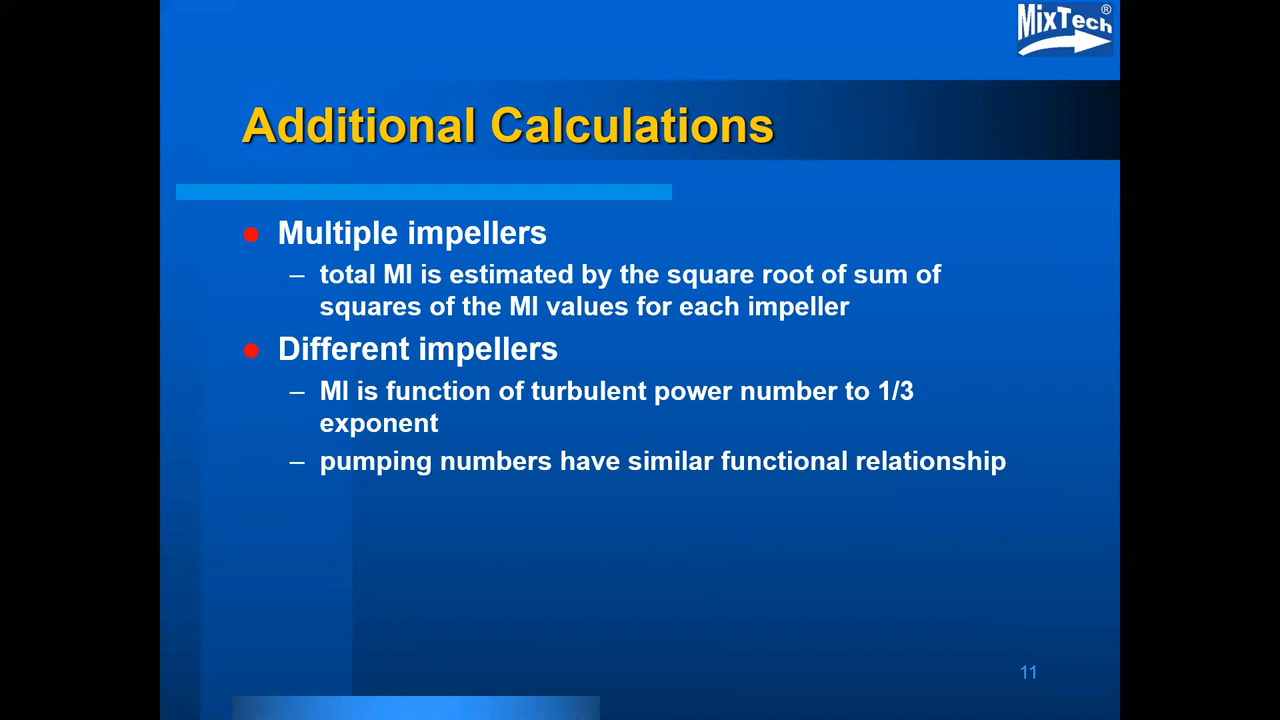 MixTech®
Additional Calculations
● Multiple impellers
– total MI is estimated by the square root of sum of
squares of the MI values for each impeller
● Different impellers
– MI is function of turbulent power number to 1/3
exponent
– pumping numbers have similar functional relationship
11